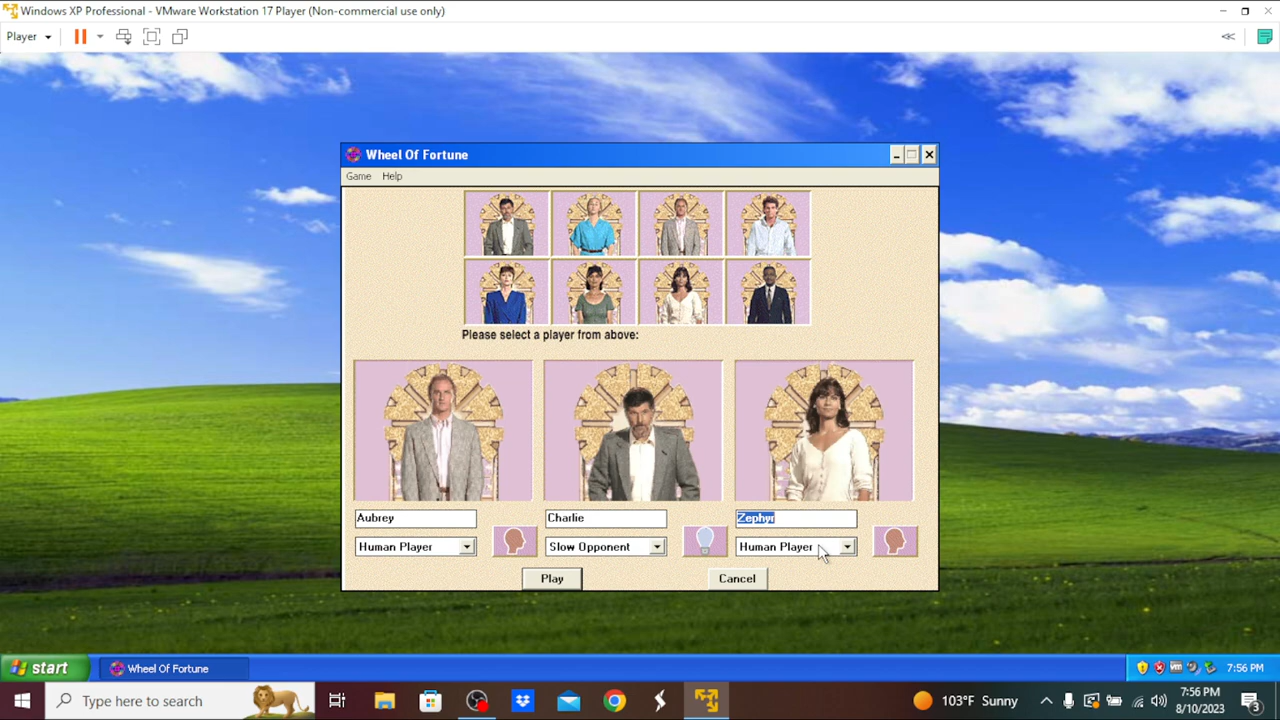 Windows XP Professional - VMware Workstation 17 Player (Non-commercial use only)
Player
Wheel Of Fortune
Game Help
Please select a player from above:
Aubrey Charlie Zephyr
Human Player Slow Opponent Human Player
Play Cancel
start Wheel Of Fortune 7:56 PM
Type here to search 103°F Sunny 7:56 PM
8/10/2023 3